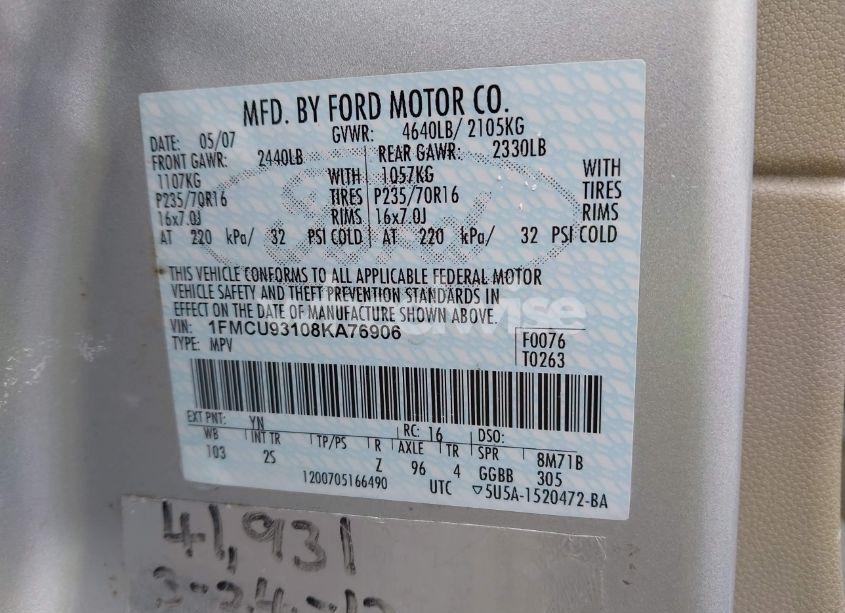 MFD. BY FORD MOTOR CO.
DATE: 05/07 GVWR: 4640LB/ 2105KG
FRONT GAWR: 2440LB REAR GAWR: 2330LB
1107KG WITH 1057KG WITH
P235/70R16 TIRES P235/70R16 TIRES
16x7.0J RIMS 16x7.0J RIMS
AT 220 kPa/ 32 PSI COLD AT 220 kPa/ 32 PSI COLD
THIS VEHICLE CONFORMS TO ALL APPLICABLE FEDERAL MOTOR
VEHICLE SAFETY AND THEFT PREVENTION STANDARDS IN
EFFECT ON THE DATE OF MANUFACTURE SHOWN ABOVE.
VIN: 1FMCU93108KA76906 F0076
TYPE: MPV T0263
EXT PNT: YN RC: 16 DSO:
WB INT TR TP/PS R AXLE TR SPR 8M71B
103 2S Z 96 4 GGBB 305
1200705166490 UTC ▽5U5A-1520472-BA
41,931